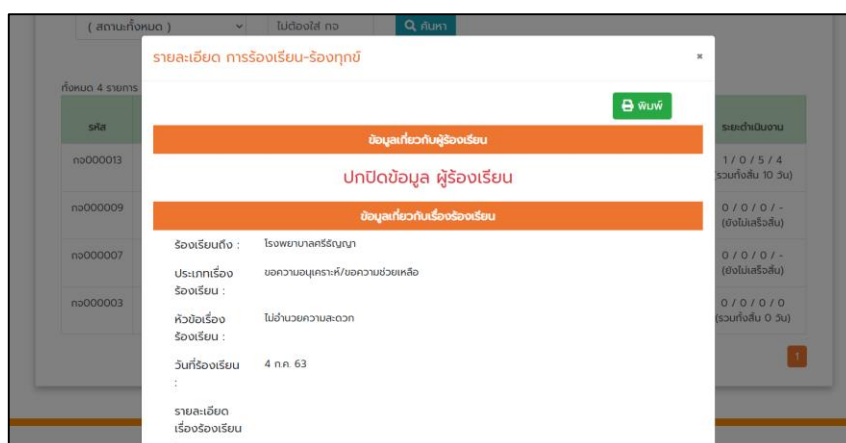 ( สถานะทั้งหมด )
ไม่ต้องใส่ กจ
ค้นหา
รายละเอียด การร้องเรียน-ร้องทุกข์
×
ทั้งหมด 4 รายการ
พิมพ์
รหัส
ข้อมูลเกี่ยวกับผู้ร้องเรียน
ระยะดำเนินงาน
กจ000013
ปกปิดข้อมูล ผู้ร้องเรียน
1 / 0 / 5 / 4
(รวมทั้งสิ้น 10 วัน)
กจ000009
ข้อมูลเกี่ยวกับเรื่องร้องเรียน
0 / 0 / 0 / -
(ยังไม่เสร็จสิ้น)
ร้องเรียนถึง : โรงพยาบาลศรีธัญญา
กจ000007
ประเภทเรื่อง
ร้องเรียน :
ขอความอนุเคราะห์/ขอความช่วยเหลือ
0 / 0 / 0 / -
(ยังไม่เสร็จสิ้น)
กจ000003
หัวข้อเรื่อง
ร้องเรียน :
ไม่อำนวยความสะดวก
0 / 0 / 0 / 0
(รวมทั้งสิ้น 0 วัน)
วันที่ร้องเรียน
:
4 ก.ค. 63
1
รายละเอียด
เรื่องร้องเรียน